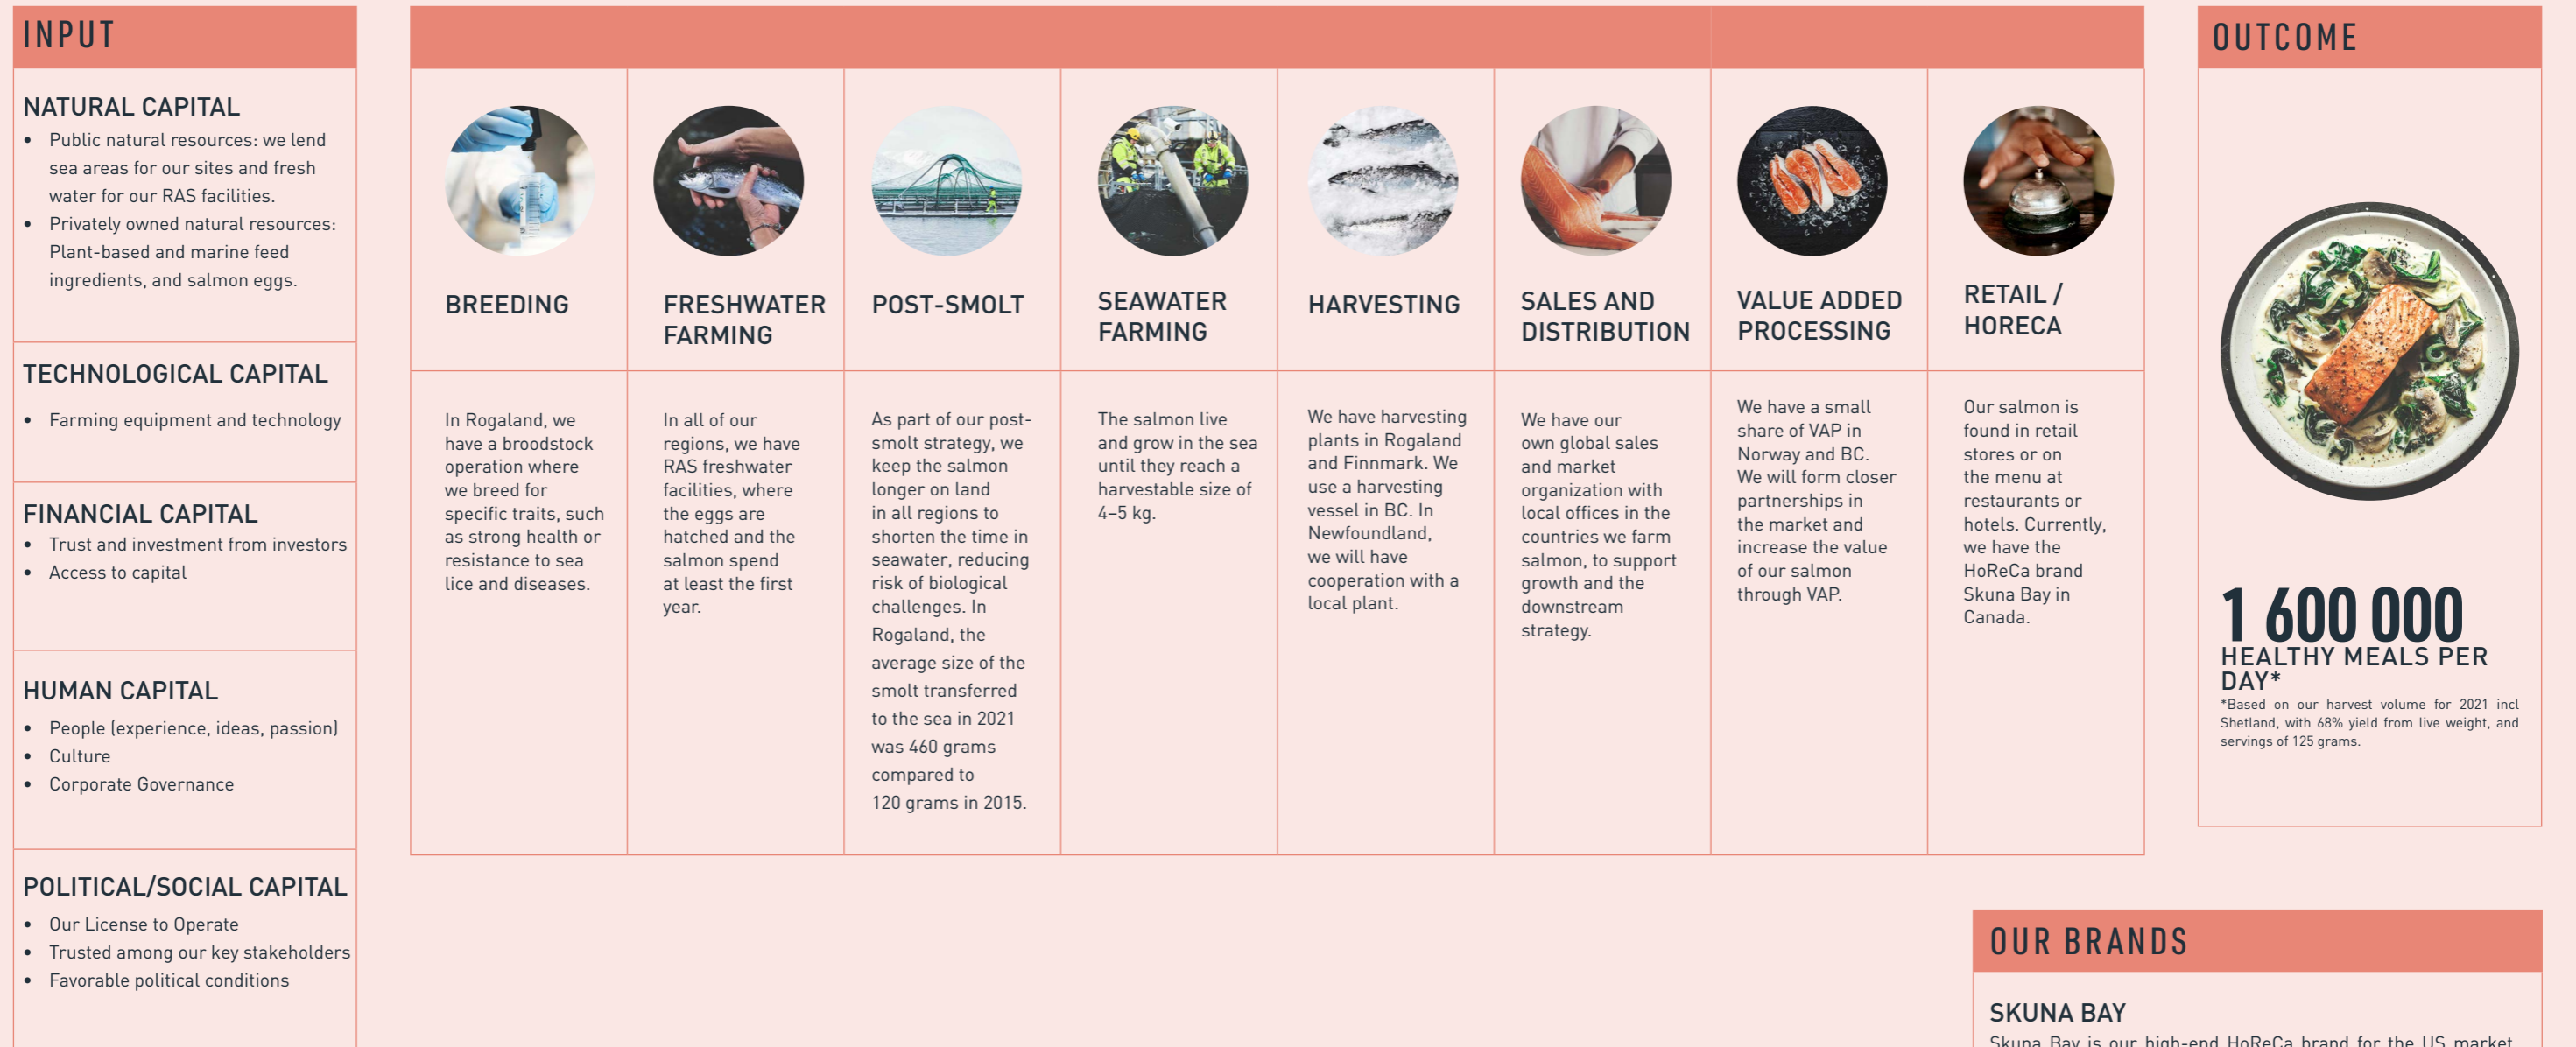 INPUT
NATURAL CAPITAL
• Public natural resources: we lend
sea areas for our sites and fresh
water for our RAS facilities.
• Privately owned natural resources:
Plant-based and marine feed
ingredients, and salmon eggs.
TECHNOLOGICAL CAPITAL
• Farming equipment and technology
FINANCIAL CAPITAL
• Trust and investment from investors
• Access to capital
HUMAN CAPITAL
• People (experience, ideas, passion)
• Culture
• Corporate Governance
POLITICAL/SOCIAL CAPITAL
• Our License to Operate
• Trusted among our key stakeholders
• Favorable political conditions
BREEDING
In Rogaland, we
have a broodstock
operation where
we breed for
specific traits, such
as strong health or
resistance to sea
lice and diseases.
FRESHWATER
FARMING
In all of our
regions, we have
RAS freshwater
facilities, where
the eggs are
hatched and the
salmon spend
at least the first
year.
POST-SMOLT
As part of our post-
smolt strategy, we
keep the salmon
longer on land
in all regions to
shorten the time in
seawater, reducing
risk of biological
challenges. In
Rogaland, the
average size of the
smolt transferred
to the sea in 2021
was 460 grams
compared to
120 grams in 2015.
SEAWATER
FARMING
The salmon live
and grow in the sea
until they reach a
harvestable size of
4–5 kg.
HARVESTING
We have harvesting
plants in Rogaland
and Finnmark. We
use a harvesting
vessel in BC. In
Newfoundland,
we will have
cooperation with a
local plant.
SALES AND
DISTRIBUTION
We have our
own global sales
and market
organization with
local offices in the
countries we farm
salmon, to support
growth and the
downstream
strategy.
VALUE ADDED
PROCESSING
We have a small
share of VAP in
Norway and BC.
We will form closer
partnerships in
the market and
increase the value
of our salmon
through VAP.
RETAIL /
HORECA
Our salmon is
found in retail
stores or on
the menu at
restaurants or
hotels. Currently,
we have the
HoReCa brand
Skuna Bay in
Canada.
OUTCOME
1 600 000
HEALTHY MEALS PER
DAY*
*Based on our harvest volume for 2021 incl
Shetland, with 68% yield from live weight, and
servings of 125 grams.
OUR BRANDS
SKUNA BAY
Skuna Bay is our high-end HoReCa brand for the US market